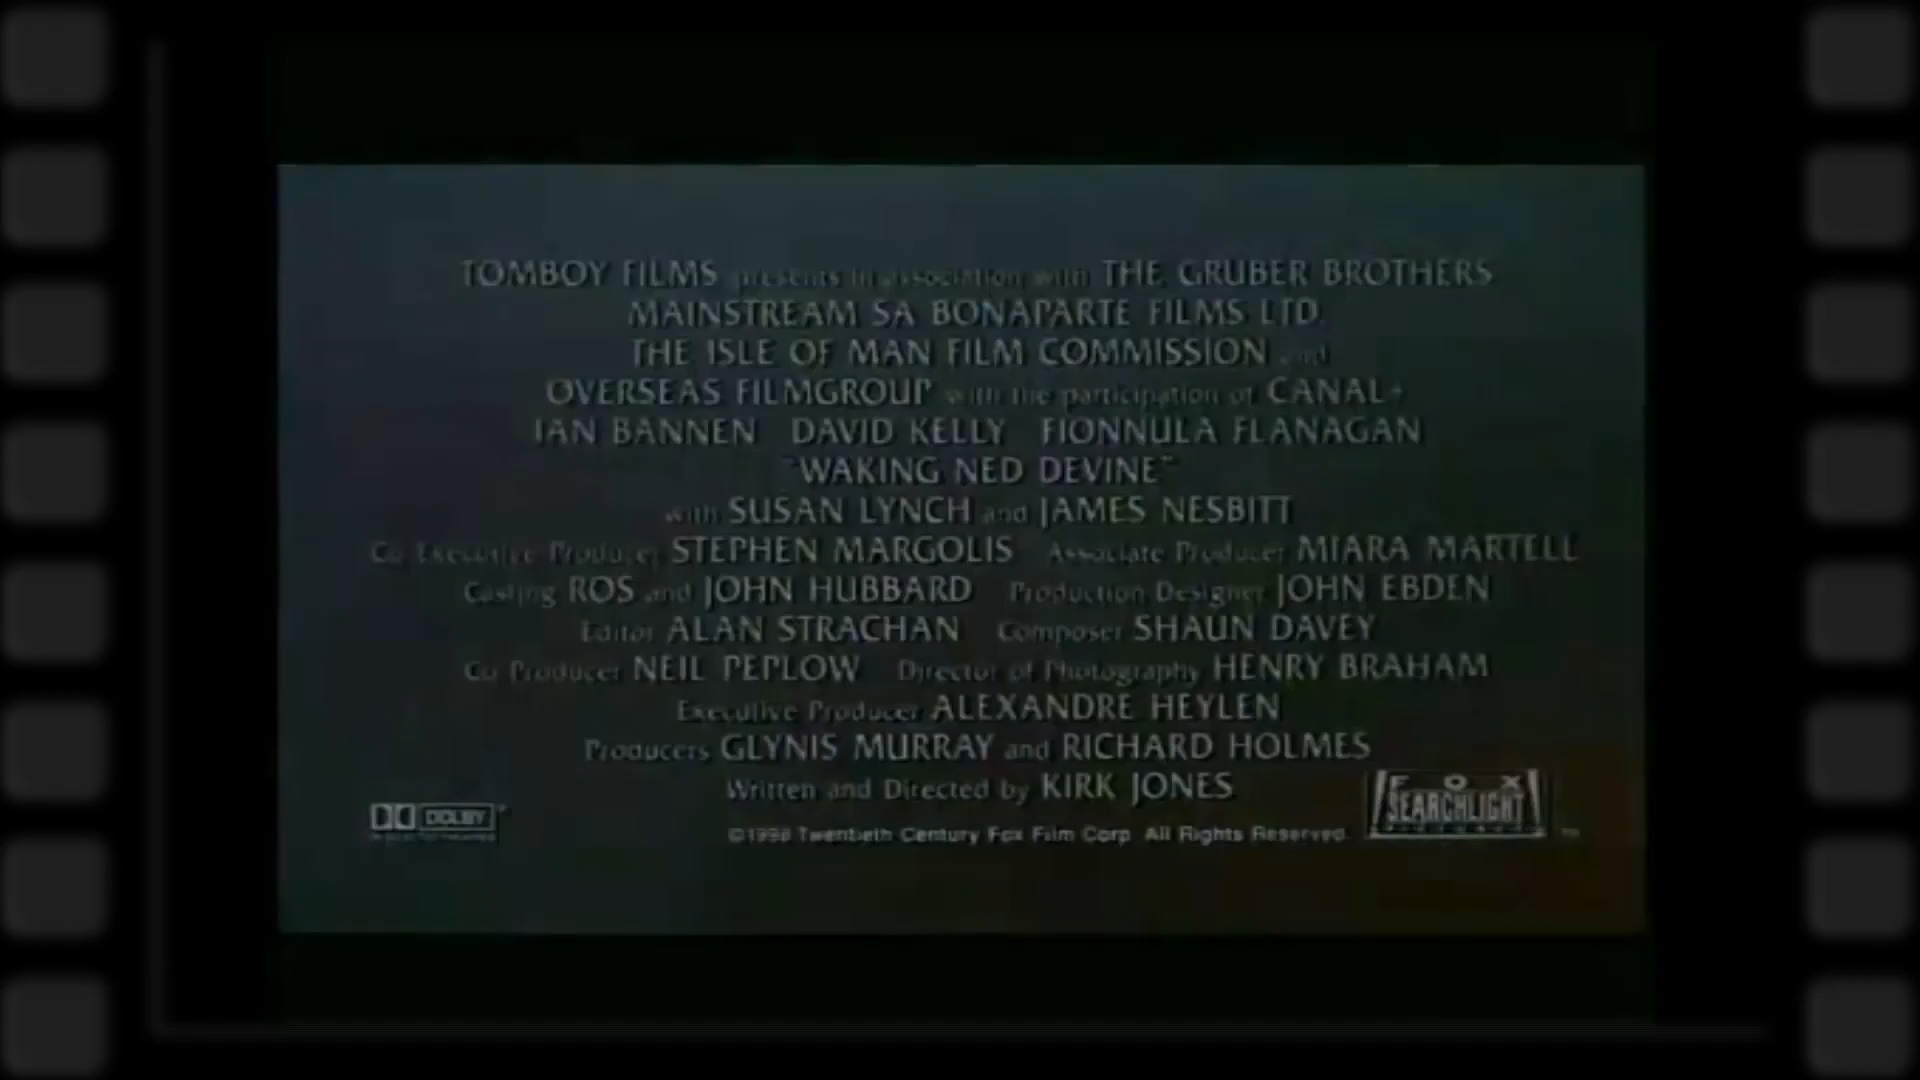 TOMBOY FILMS presents in association with THE GRUBER BROTHERS
MAINSTREAM SA BONAPARTE FILMS LTD.
THE ISLE OF MAN FILM COMMISSION and
OVERSEAS FILMGROUP with the participation of CANAL+
IAN BANNEN DAVID KELLY FIONNULA FLANAGAN
"WAKING NED DEVINE"
with SUSAN LYNCH and JAMES NESBITT
Co Executive Producer STEPHEN MARGOLIS Associate Producer MIARA MARTELL
Casting ROS and JOHN HUBBARD Production Designer JOHN EBDEN
Editor ALAN STRACHAN Composer SHAUN DAVEY
Co Producer NEIL PEPLOW Director of Photography HENRY BRAHAM
Executive Producer ALEXANDRE HEYLEN
Producers GLYNIS MURRAY and RICHARD HOLMES
Written and Directed by KIRK JONES
FOX
SEARCHLIGHT
PICTURES
DOLBY
©1998 Twentieth Century Fox Film Corp. All Rights Reserved.